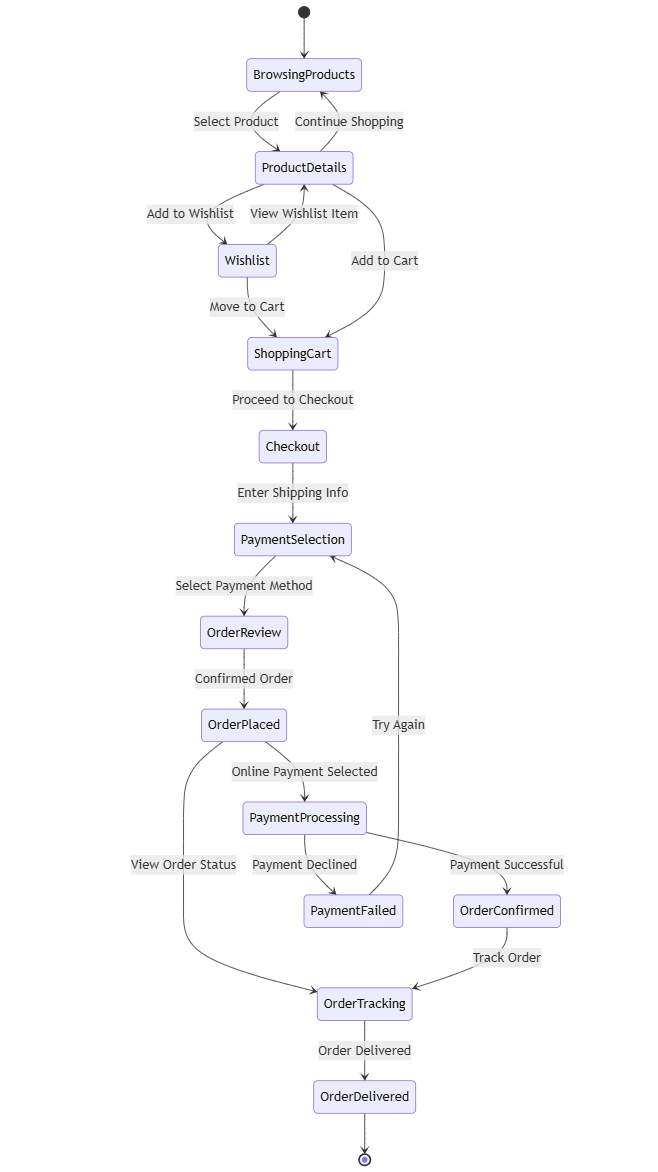 BrowsingProducts
Select Product
Continue Shopping
ProductDetails
Add to Wishlist
View Wishlist Item
Wishlist
Add to Cart
Move to Cart
ShoppingCart
Proceed to Checkout
Checkout
Enter Shipping Info
PaymentSelection
Select Payment Method
OrderReview
Confirmed Order
OrderPlaced
Try Again
Online Payment Selected
PaymentProcessing
View Order Status
Payment Declined
Payment Successful
PaymentFailed
OrderConfirmed
Track Order
OrderTracking
Order Delivered
OrderDelivered